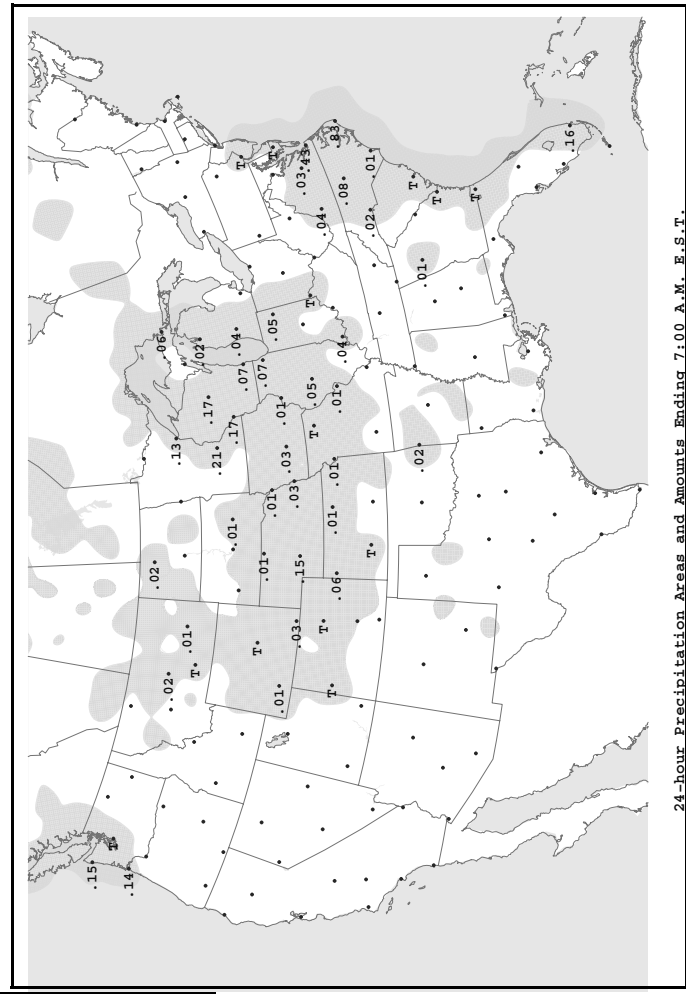 .15
T
.14
.02
.06
.02
.13
.01
T
.02
.17
.21
.01
.17
.04
T
.07
T
.07
.01
.01
T
.05
.01
.01
.03
.03
.03
.15
.03
.43
T
.05
T
.04
T
T
.01
.01
.83
.06
.01
.04
.08
.02
.01
T
T
.02
.01
T
T
.16
24-hour Precipitation Areas and Amounts Ending 7:00 A.M. E.S.T.